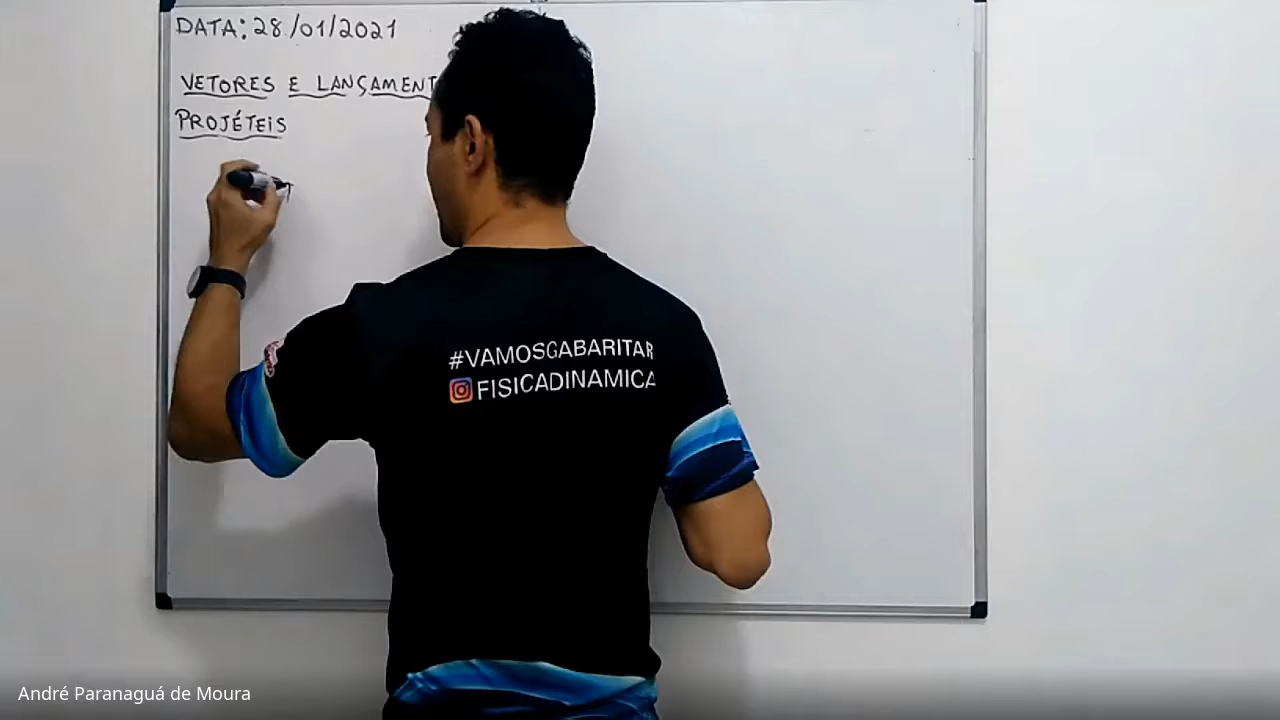 DATA: 28/01/2021
VETORES E LANÇAMENT
PROJÉTEIS
#VAMOSGABARITAR
FISICADINAMICA
André Paranaguá de Moura